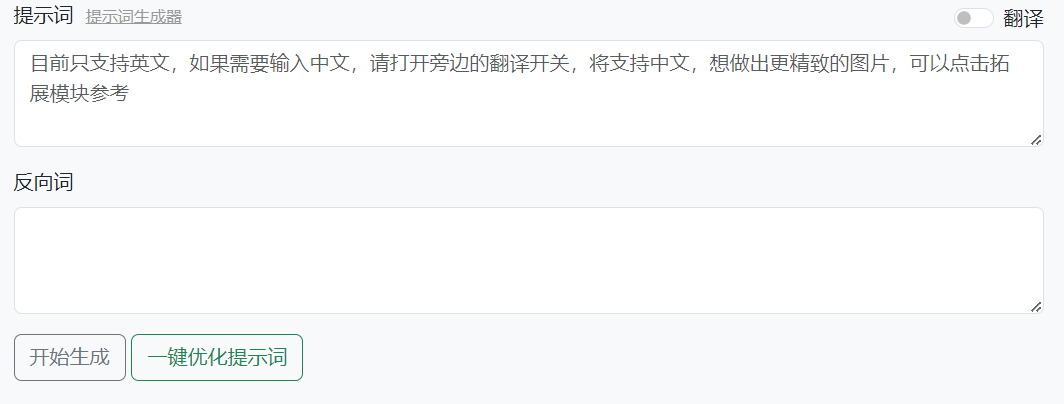 提示词 提示词生成器 翻译
目前只支持英文，如果需要输入中文，请打开旁边的翻译开关，将支持中文，想做出更精致的图片，可以点击拓
展模块参考
反向词
开始生成 一键优化提示词